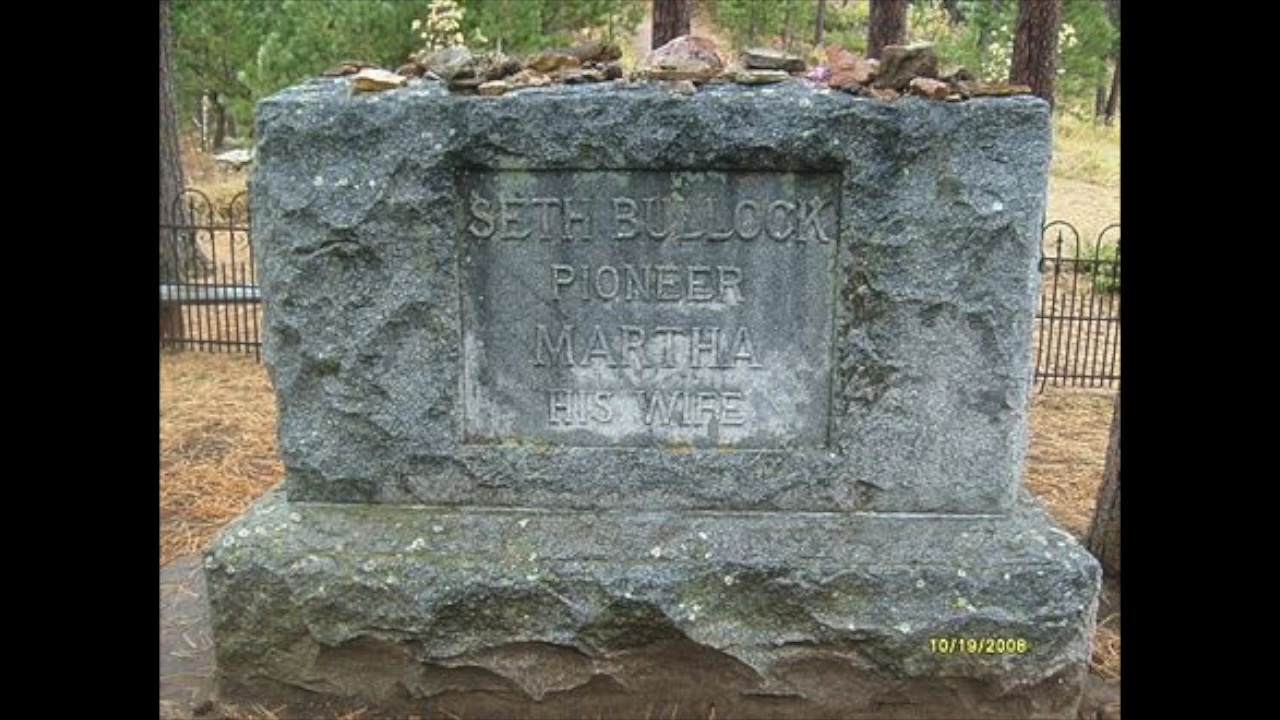 SETH BULLOCK
PIONEER
MARTHA
HIS WIFE
10/19/2008